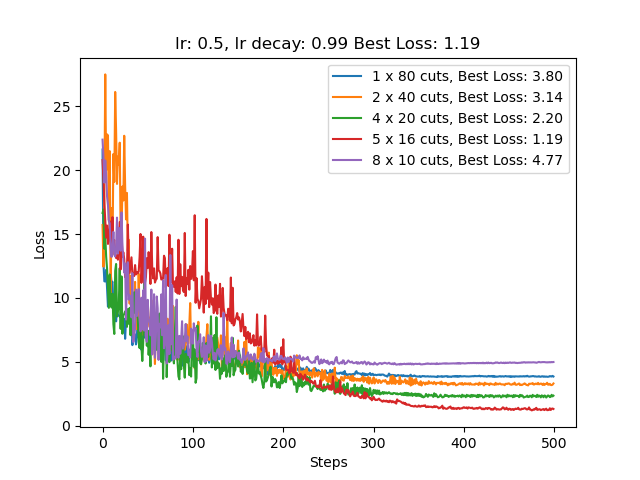 lr: 0.5, lr decay: 0.99 Best Loss: 1.19
1 x 80 cuts, Best Loss: 3.80
2 x 40 cuts, Best Loss: 3.14
4 x 20 cuts, Best Loss: 2.20
5 x 16 cuts, Best Loss: 1.19
8 x 10 cuts, Best Loss: 4.77
Loss
25
20
15
10
5
0
0 100 200 300 400 500
Steps